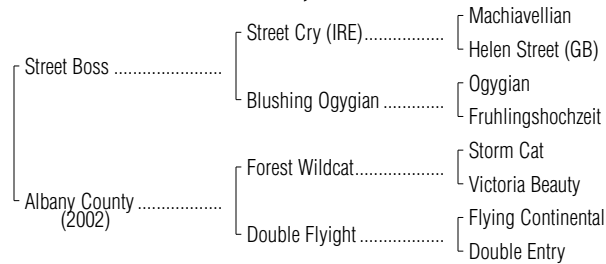 Machiavellian
Street Cry (IRE)..................
Helen Street (GB)
Street Boss ........................
Ogygian
Blushing Ogygian .............
Fruhlingshochzeit
Storm Cat
Forest Wildcat...................
Victoria Beauty
Albany County ..................
(2002)
Flying Continental
Double Flyight ..................
Double Entry